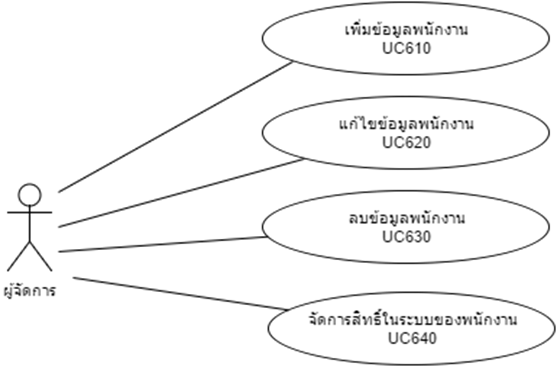 เพิ่มข้อมูลพนักงาน
UC610
แก้ไขข้อมูลพนักงาน
UC620
ลบข้อมูลพนักงาน
UC630
ผู้จัดการ
จัดการสิทธิ์ในระบบของพนักงาน
UC640